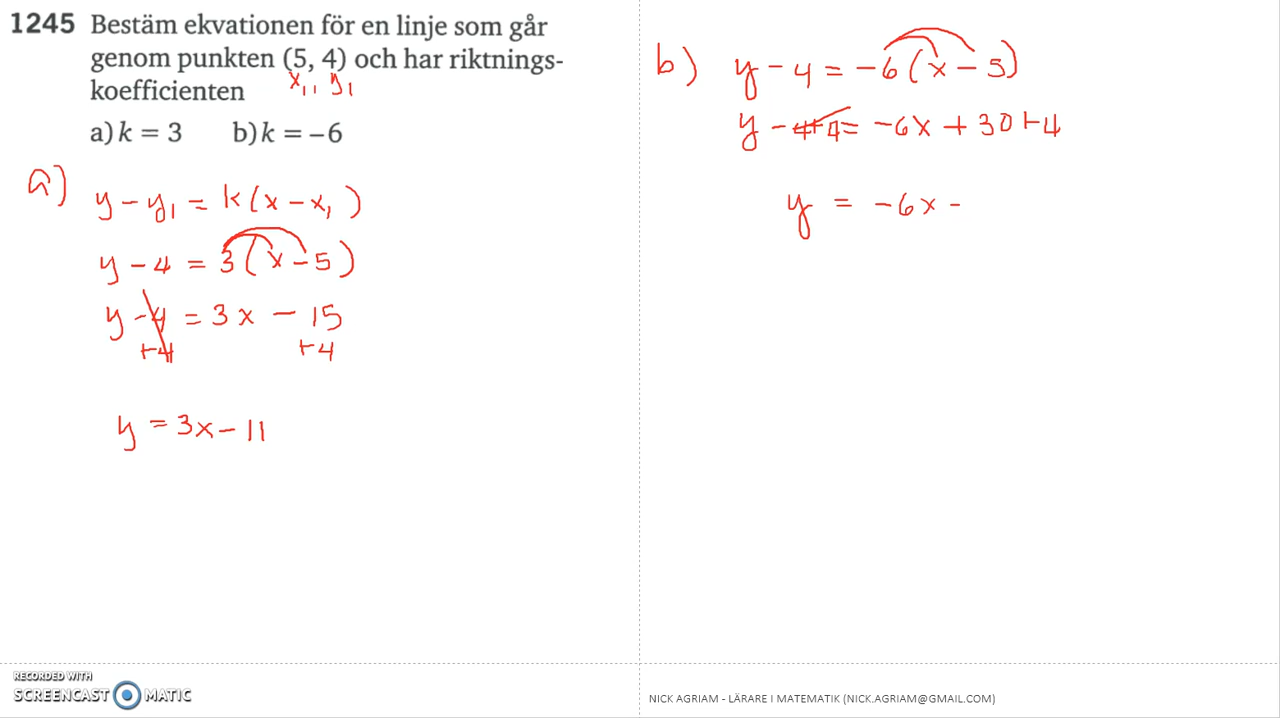 1245 Bestäm ekvationen för en linje som går
genom punkten (5, 4) och har riktnings-
x₁, y₁
koefficienten
a) k = 3 b) k = −6
a)
y − y₁ = k(x − x₁)
y − 4 = 3(x − 5)
y − 4 = 3x − 15
+4 +4
y = 3x − 11
b) y − 4 = −6(x − 5)
y − 4+4 = −6x + 30+4
y = −6x −
RECORDED WITH
SCREENCAST MATIC
NICK AGRIAM - LÄRARE I MATEMATIK (NICK.AGRIAM@GMAIL.COM)